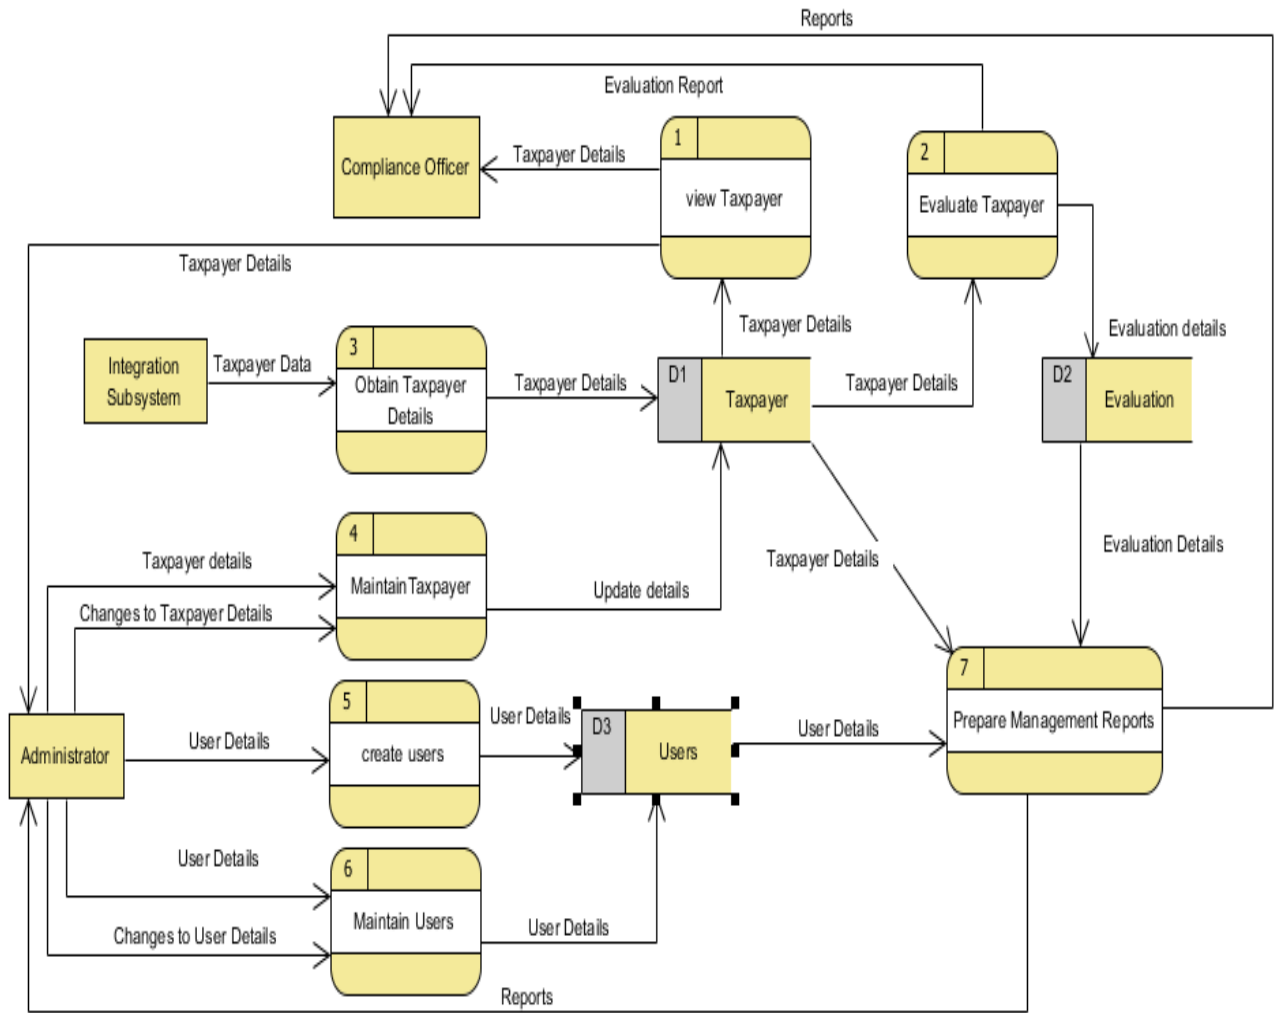 Reports
Evaluation Report
1
view Taxpayer
2
Evaluate Taxpayer
Compliance Officer
Taxpayer Details
Taxpayer Details
Taxpayer Details
Evaluation details
Integration
Subsystem
Taxpayer Data
3
Obtain Taxpayer
Details
Taxpayer Details
D1
Taxpayer
Taxpayer Details
D2
Evaluation
4
MaintainTaxpayer
Taxpayer details
Changes to Taxpayer Details
Update details
Taxpayer Details
Evaluation Details
Administrator
User Details
5
create users
User Details
D3
Users
User Details
7
Prepare Management Reports
User Details
Changes to User Details
6
Maintain Users
User Details
Reports